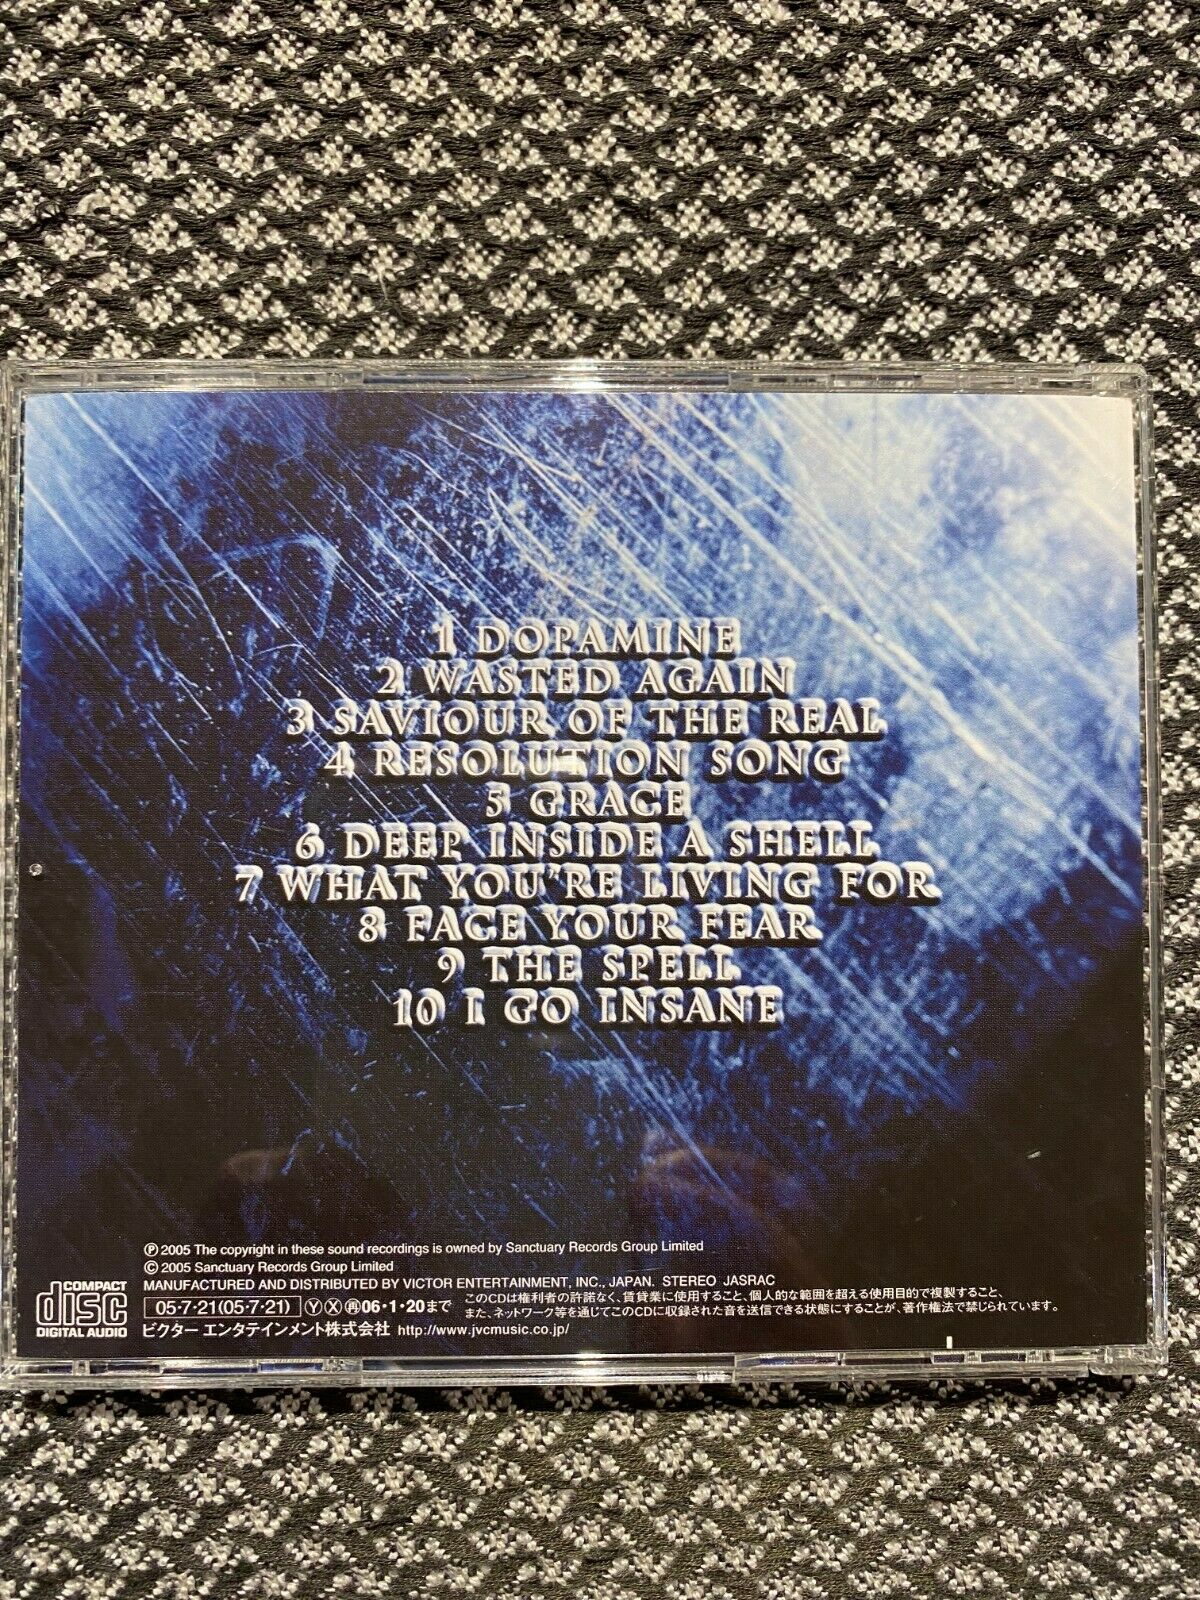 1 DOPAMINE
2 WASTED AGAIN
3 SAVIOUR OF THE REAL
4 RESOLUTION SONG
5 GRACE
6 DEEP INSIDE A SHELL
7 WHAT YOU'RE LIVING FOR
8 FACE YOUR FEAR
9 THE SPELL
10 I GO INSANE
℗ 2005 The copyright in these sound recordings is owned by Sanctuary Records Group Limited
© 2005 Sanctuary Records Group Limited
MANUFACTURED AND DISTRIBUTED BY VICTOR ENTERTAINMENT, INC., JAPAN. STEREO JASRAC
COMPACT disc DIGITAL AUDIO
05・7・21(05・7・21) Ⓨ Ⓧ ㊞06・1・20まで
このCDは権利者の許諾なく、賃貸業に使用すること、個人的な範囲を超える使用目的で複製すること、
また、ネットワーク等を通じてこのCDに収録された音を送信できる状態にすることが、著作権法で禁じられています。
ビクター エンタテインメント株式会社 http://www.jvcmusic.co.jp/